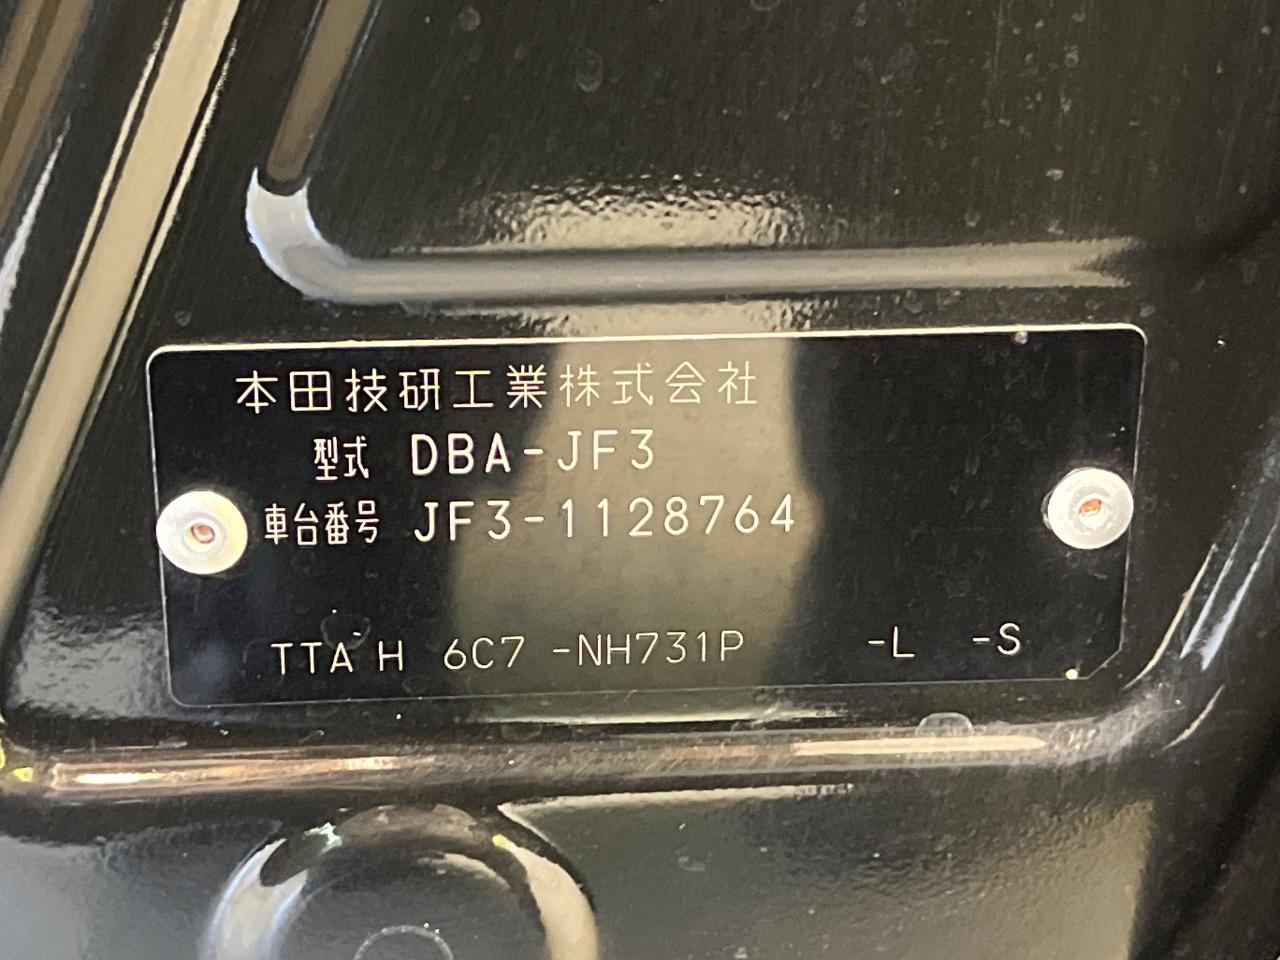 本田技研工業株式会社
型式 DBA-JF3
車台番号 JF3-1128764
TTA H 6C7 -NH731P -L -S